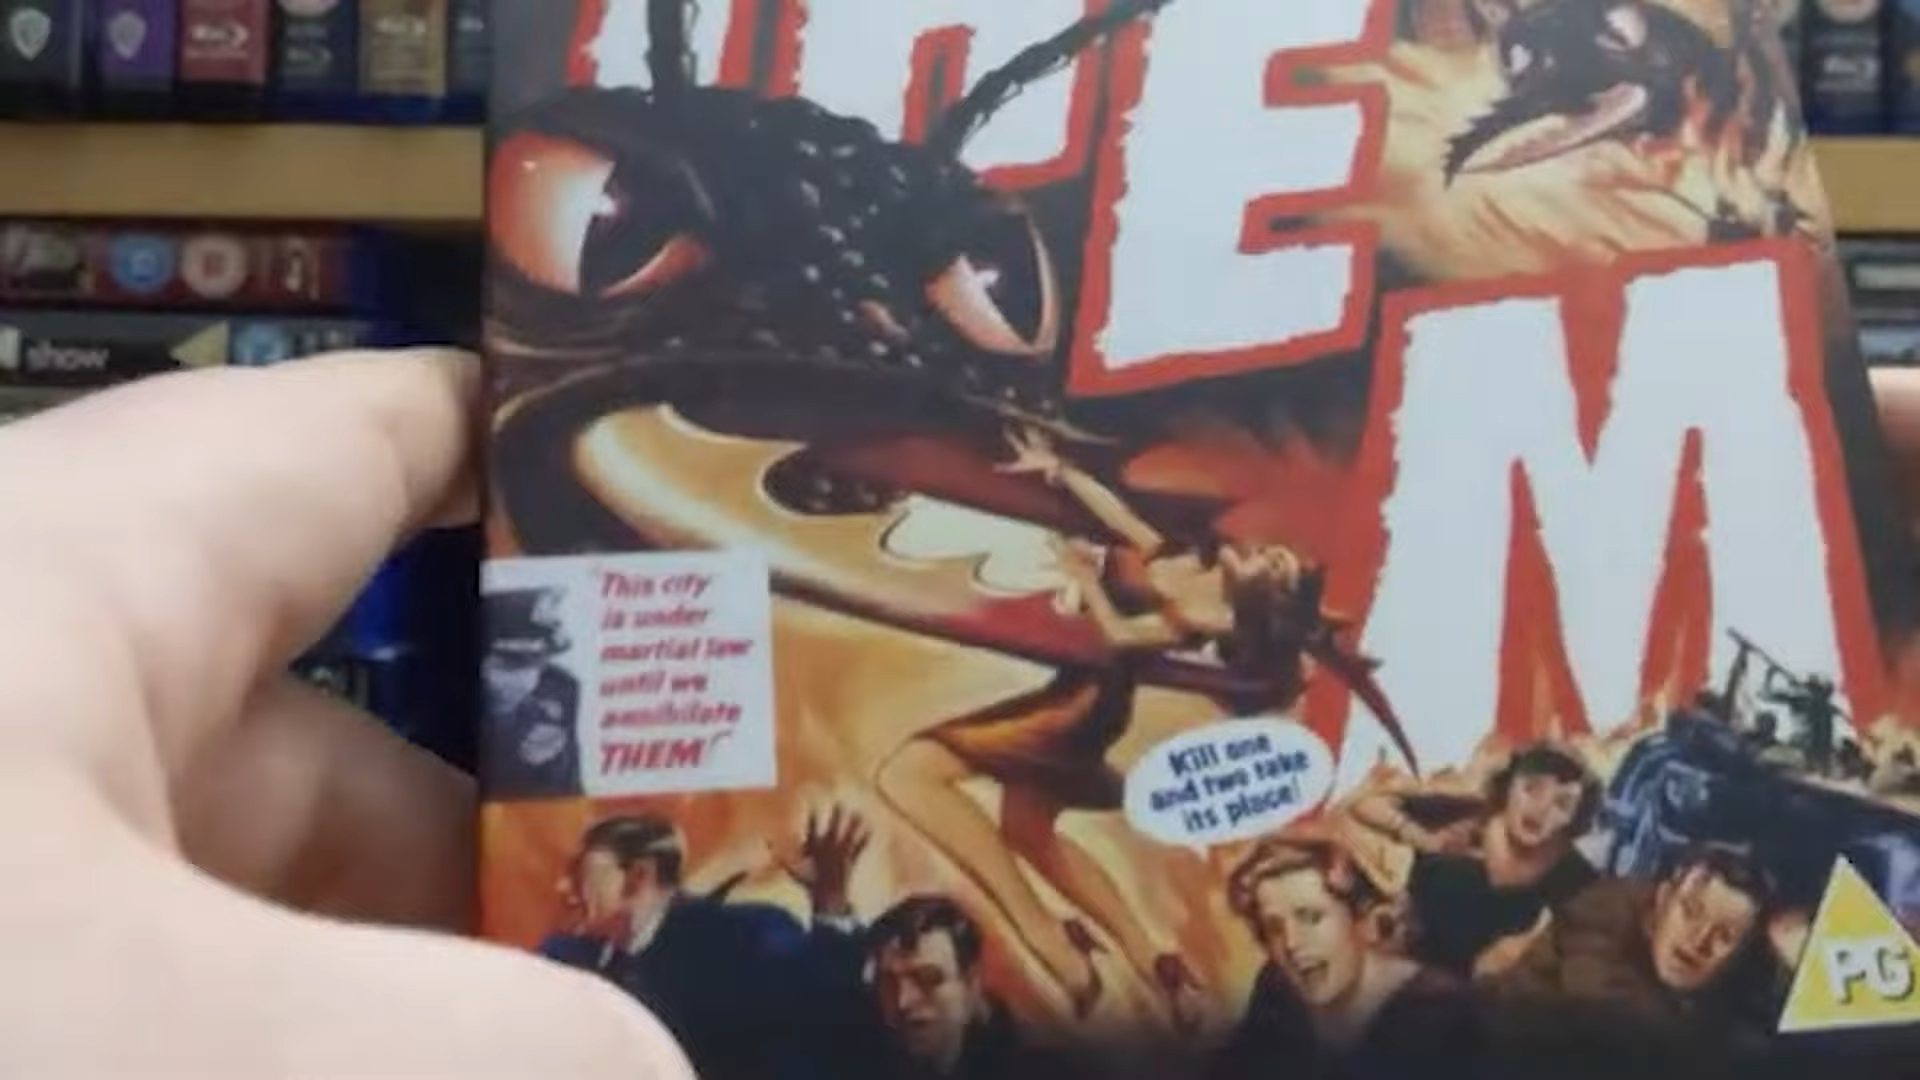 THEM
show
"This city
is under
martial law
until we
annihilate
THEM!"
Kill one
and two take
its place!
PG